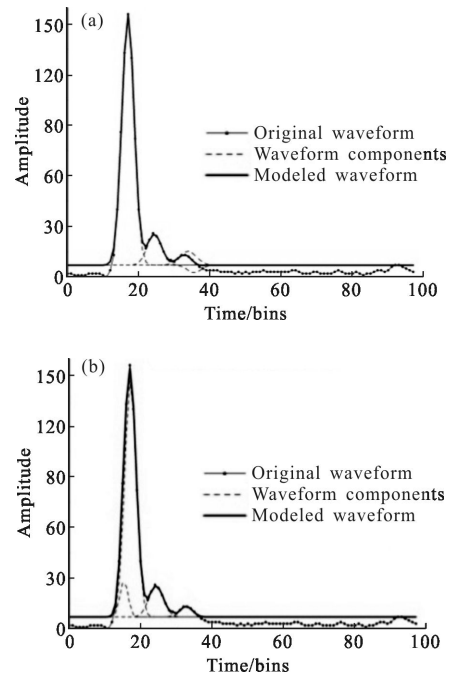 (a)
150
120
80
60
30
0
Amplitude
Original waveform
Waveform components
Modeled waveform
0 20 40 60 80 100
Time/bins
(b)
150
120
80
60
30
0
Amplitude
Original waveform
Waveform components
Modeled waveform
0 20 40 60 80 100
Time/bins